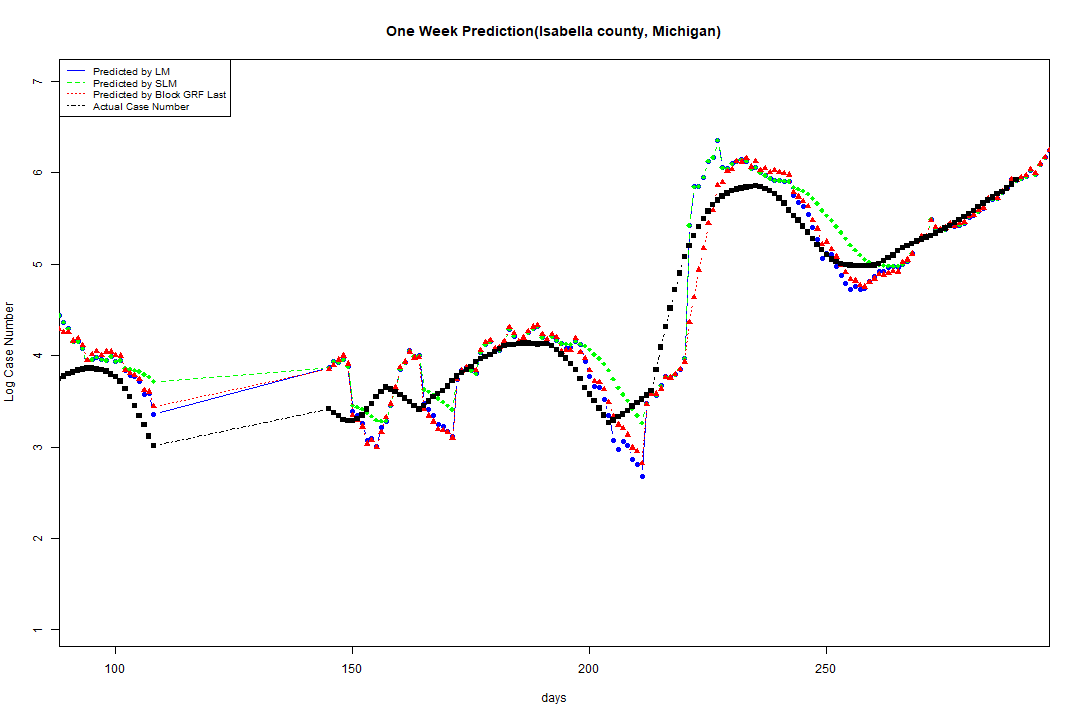 One Week Prediction(Isabella county, Michigan)
Predicted by LM
Predicted by SLM
Predicted by Block GRF Last
Actual Case Number
Log Case Number
7
6
5
4
3
2
1
100 150 200 250
days